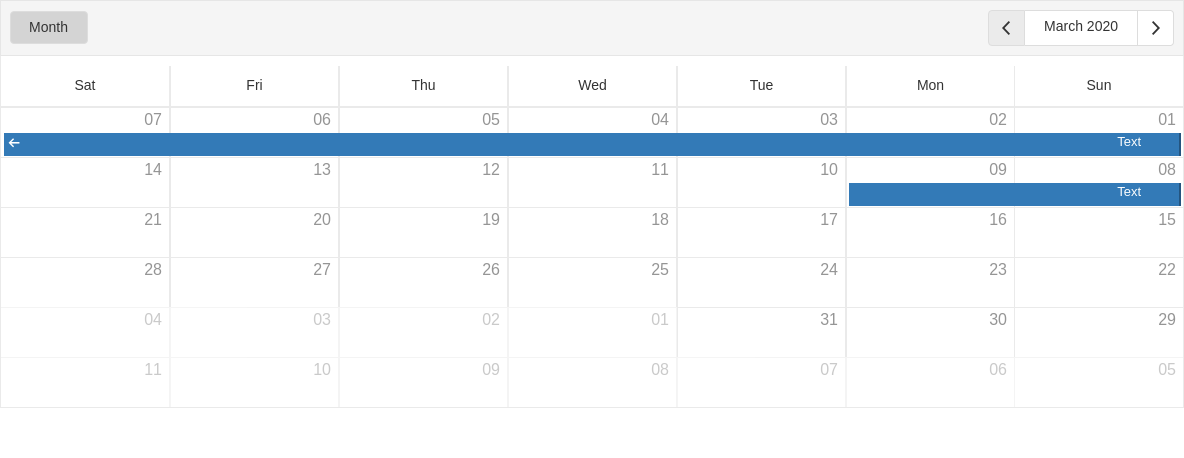 Month March 2020
Sat Fri Thu Wed Tue Mon Sun
07 06 05 04 03 02 01
Text
14 13 12 11 10 09 08
Text
21 20 19 18 17 16 15
28 27 26 25 24 23 22
04 03 02 01 31 30 29
11 10 09 08 07 06 05